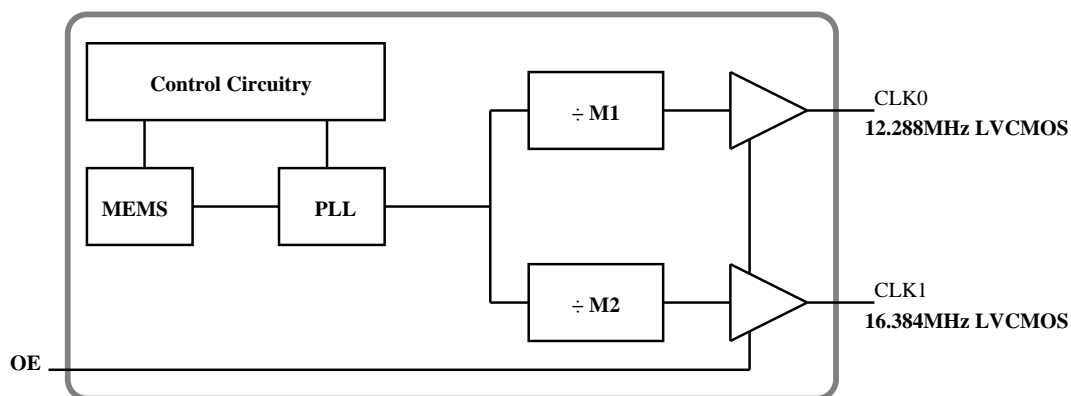 Control Circuitry
MEMS
PLL
÷ M1
÷ M2
CLK0
12.288MHz LVCMOS
CLK1
16.384MHz LVCMOS
OE